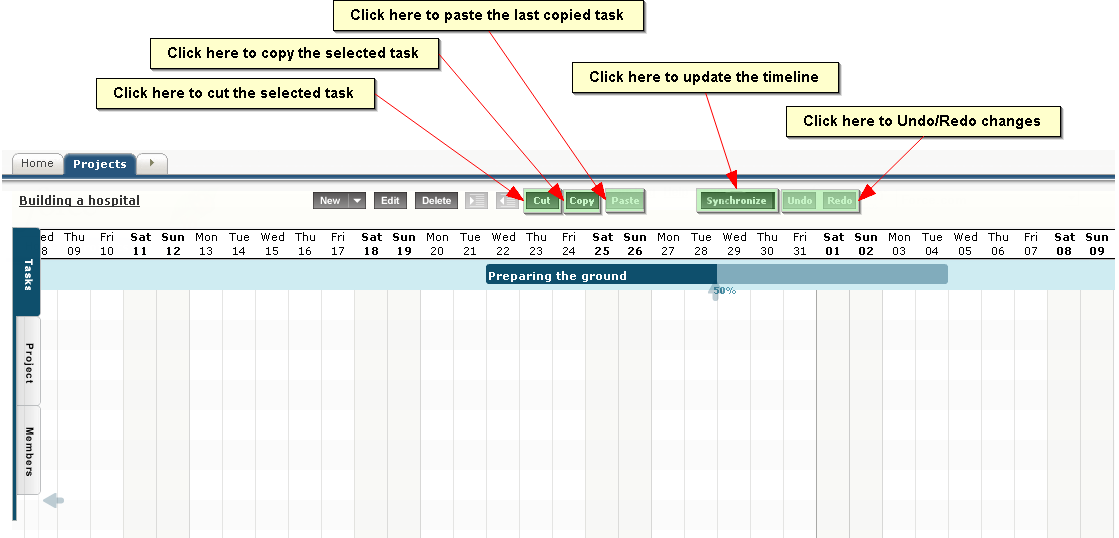 Click here to paste the last copied task
Click here to copy the selected task
Click here to update the timeline
Click here to cut the selected task
Click here to Undo/Redo changes
Home Projects
Building a hospital New Edit Delete Cut Copy Paste Synchronize Undo Redo
ed Thu Fri Sat Sun Mon Tue Wed Thu Fri Sat Sun Mon Tue Wed Thu Fri Sat Sun Mon Tue Wed Thu Fri Sat Sun Mon Tue Wed Thu Fri Sat Sun
8 09 10 11 12 13 14 15 16 17 18 19 20 21 22 23 24 25 26 27 28 29 30 31 01 02 03 04 05 06 07 08 09
Tasks
Preparing the ground
50%
Project
Members